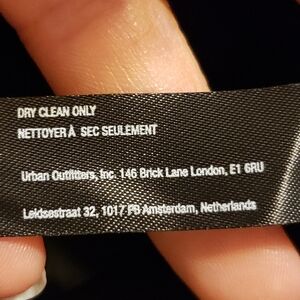 DRY CLEAN ONLY
NETTOYER À SEC SEULEMENT
Urban Outfitters, Inc. 146 Brick Lane London, E1 6RU
Leidsestraat 32, 1017 PB Amsterdam, Netherlands